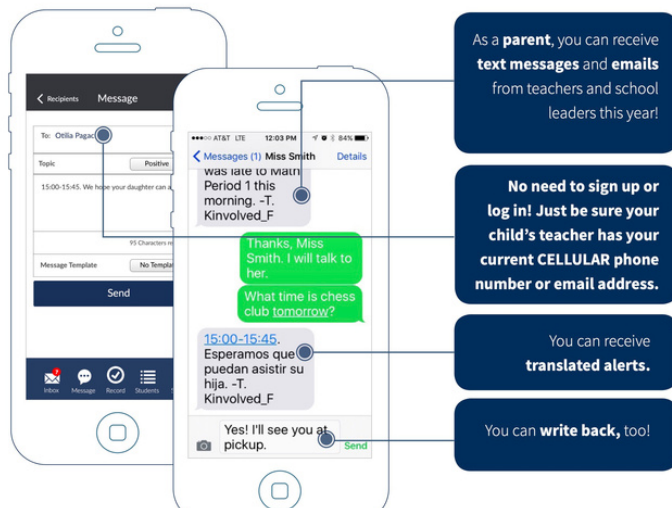 Recipients Message
To: Otilia Pagac
Topic Positive
15:00-15:45. We hope your daughter can a
95 Characters re
Message Template No Templa
Send
Inbox Message Record Students
AT&T LTE 12:03 PM 84%
Messages (1) Miss Smith Details
was late to Math
Period 1 this
morning. -T.
Kinvolved_F
Thanks, Miss
Smith. I will talk to
her.
What time is chess
club tomorrow?
15:00-15:45.
Esperamos que
puedan asistir su
hija. -T.
Kinvolved_F
Yes! I'll see you at
pickup.
Send
As a parent, you can receive
text messages and emails
from teachers and school
leaders this year!
No need to sign up or
log in! Just be sure your
child's teacher has your
current CELLULAR phone
number or email address.
You can receive
translated alerts.
You can write back, too!